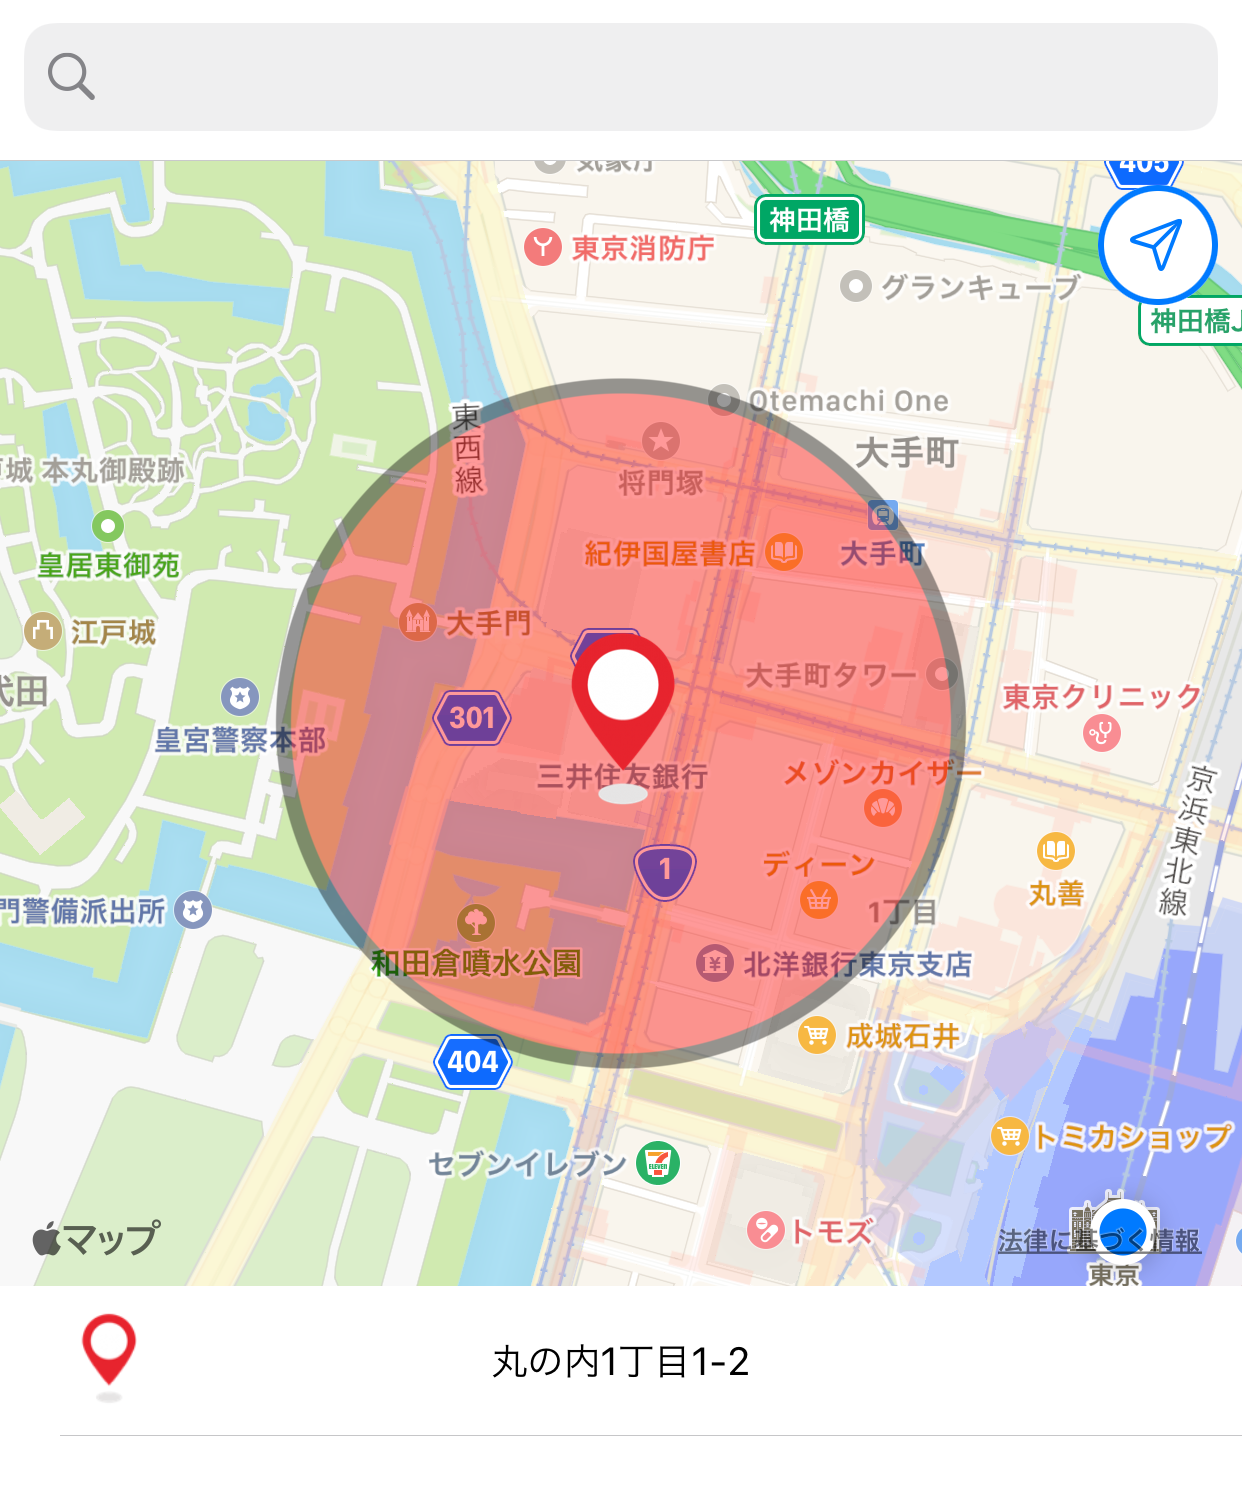 気象庁
405
神田橋
東京消防庁
グランキューブ
神田橋J
Otemachi One
東西線
大手町
城 本丸御殿跡
将門塚
紀伊国屋書店
大手町
皇居東御苑
大手門
江戸城
大手町タワー
代田
東京クリニック
301
皇宮警察本部
三井住友銀行
メゾンカイザー
京浜東北線
1
ディーン
丸善
門警備派出所
1丁目
和田倉噴水公園
北洋銀行東京支店
成城石井
404
トミカショップ
セブンイレブン
ELEVEN
トモズ
マップ
法律に基づく情報
東京
丸の内1丁目1-2